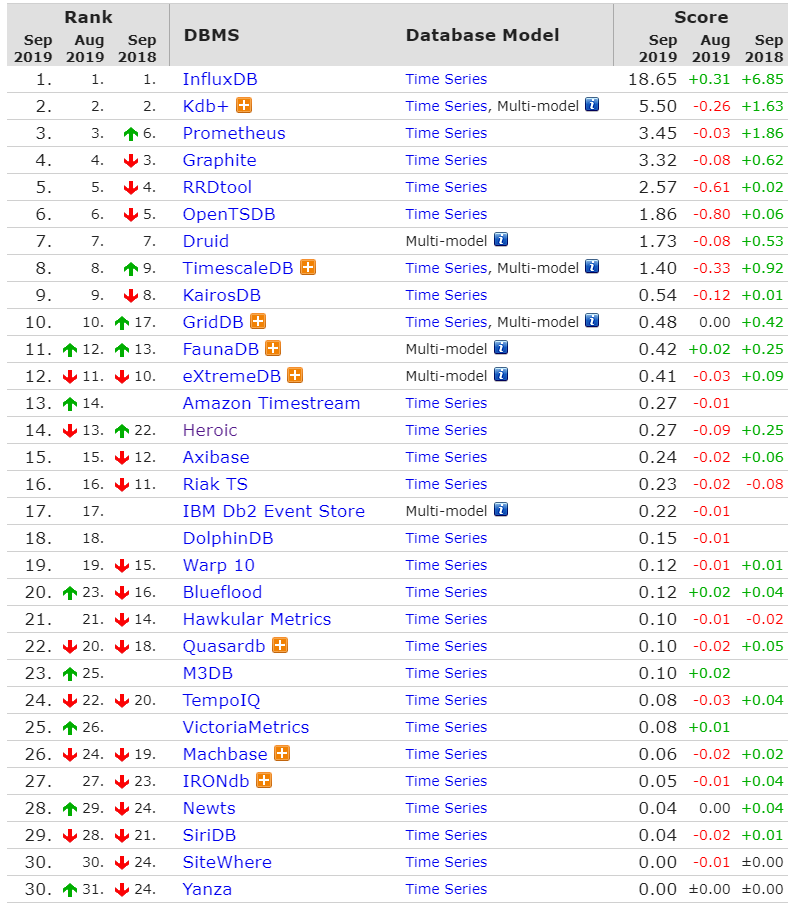 Rank DBMS Database Model Score
Sep 2019 Aug 2019 Sep 2018 Sep 2019 Aug 2019 Sep 2018
1. 1. 1. InfluxDB Time Series 18.65 +0.31 +6.85
2. 2. 2. Kdb+ Time Series, Multi-model 5.50 -0.26 +1.63
3. 3. 6. Prometheus Time Series 3.45 -0.03 +1.86
4. 4. 3. Graphite Time Series 3.32 -0.08 +0.62
5. 5. 4. RRDtool Time Series 2.57 -0.61 +0.02
6. 6. 5. OpenTSDB Time Series 1.86 -0.80 +0.06
7. 7. 7. Druid Multi-model 1.73 -0.08 +0.53
8. 8. 9. TimescaleDB Time Series, Multi-model 1.40 -0.33 +0.92
9. 9. 8. KairosDB Time Series 0.54 -0.12 +0.01
10. 10. 17. GridDB Time Series, Multi-model 0.48 0.00 +0.42
11. 12. 13. FaunaDB Multi-model 0.42 +0.02 +0.25
12. 11. 10. eXtremeDB Multi-model 0.41 -0.03 +0.09
13. 14. Amazon Timestream Time Series 0.27 -0.01
14. 13. 22. Heroic Time Series 0.27 -0.09 +0.25
15. 15. 12. Axibase Time Series 0.24 -0.02 +0.06
16. 16. 11. Riak TS Time Series 0.23 -0.02 -0.08
17. 17. IBM Db2 Event Store Multi-model 0.22 -0.01
18. 18. DolphinDB Time Series 0.15 -0.01
19. 19. 15. Warp 10 Time Series 0.12 -0.01 +0.01
20. 23. 16. Blueflood Time Series 0.12 +0.02 +0.04
21. 21. 14. Hawkular Metrics Time Series 0.10 -0.01 -0.02
22. 20. 18. Quasardb Time Series 0.10 -0.02 +0.05
23. 25. M3DB Time Series 0.10 +0.02
24. 22. 20. TempoIQ Time Series 0.08 -0.03 +0.04
25. 26. VictoriaMetrics Time Series 0.08 +0.01
26. 24. 19. Machbase Time Series 0.06 -0.02 +0.02
27. 27. 23. IRONdb Time Series 0.05 -0.01 +0.04
28. 29. 24. Newts Time Series 0.04 0.00 +0.04
29. 28. 21. SiriDB Time Series 0.04 -0.02 +0.01
30. 30. 24. SiteWhere Time Series 0.00 -0.01 ±0.00
30. 31. 24. Yanza Time Series 0.00 ±0.00 ±0.00